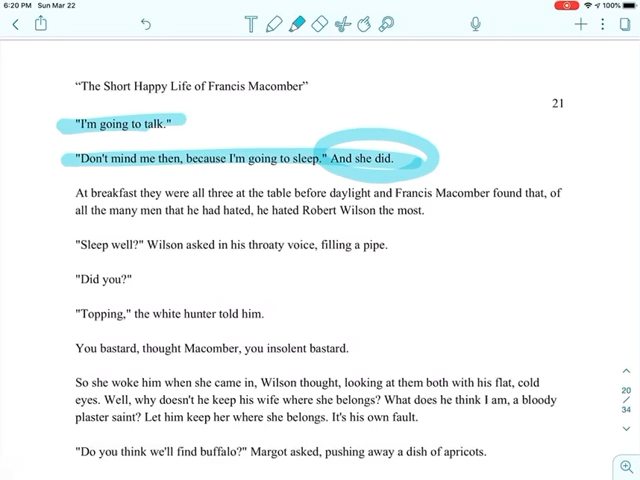 6:20 PM Sun Mar 22
100%
“The Short Happy Life of Francis Macomber”
21
"I'm going to talk."
"Don't mind me then, because I'm going to sleep." And she did.
At breakfast they were all three at the table before daylight and Francis Macomber found that, of
all the many men that he had hated, he hated Robert Wilson the most.
"Sleep well?" Wilson asked in his throaty voice, filling a pipe.
"Did you?"
"Topping," the white hunter told him.
You bastard, thought Macomber, you insolent bastard.
So she woke him when she came in, Wilson thought, looking at them both with his flat, cold
eyes. Well, why doesn't he keep his wife where she belongs? What does he think I am, a bloody
plaster saint? Let him keep her where she belongs. It's his own fault.
"Do you think we'll find buffalo?" Margot asked, pushing away a dish of apricots.
20
/
34